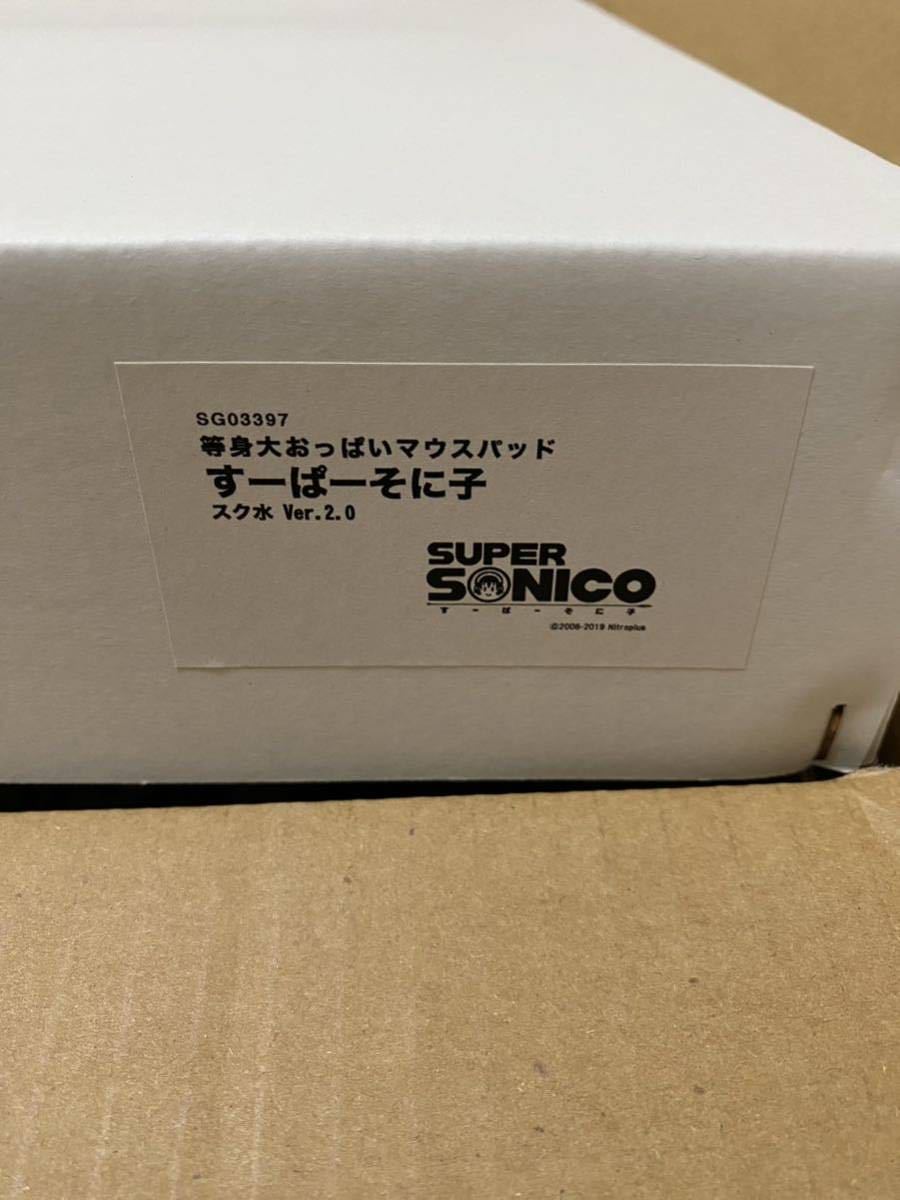 SG03397
等身大おっぱいマウスパッド
すーぱーそに子
スク水 Ver.2.0
SUPER
SONICO
すーぱーそに子
©2006-2019 Nitroplus